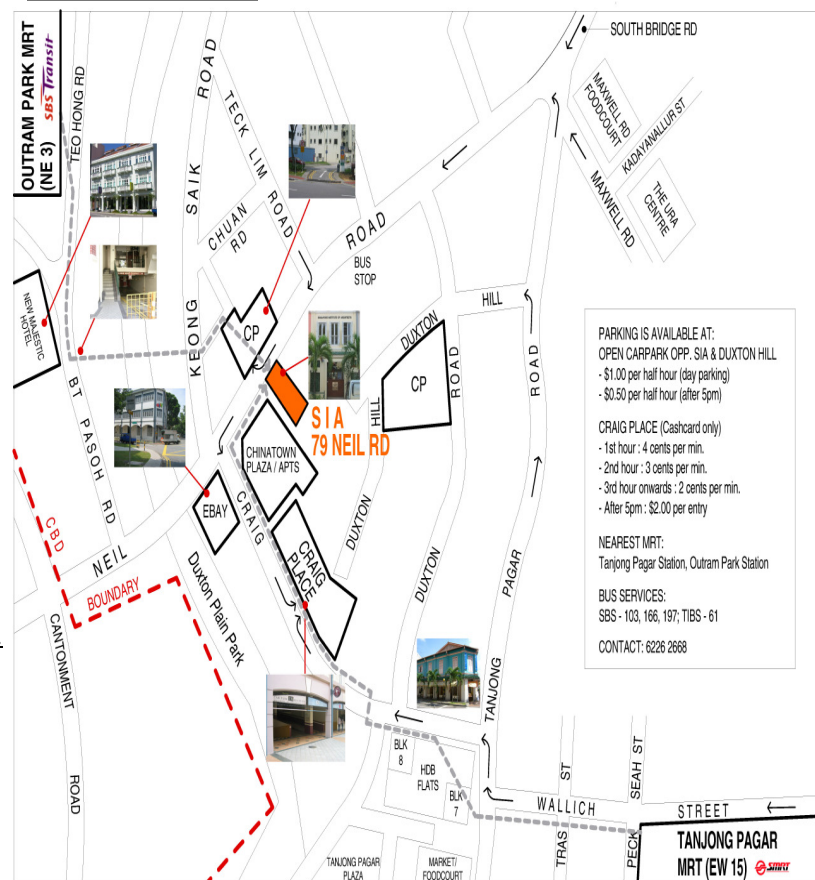 OUTRAM PARK MRT
(NE 3)
SBS Transit
TEO HONG RD
KEONG SAIK ROAD
TECK LIM ROAD
CHUAN
RD
ROAD
BUS
STOP
SOUTH BRIDGE RD
MAXWELL RD
FOODCOURT
KADAYANALLUR ST
MAXWELL RD
THE URA
CENTRE
NEW MAJESTIC
HOTEL
BT PASOH RD
CP
DUXTON
HILL
CP
DUXTON HILL
DUXTON ROAD
TANJONG PAGAR ROAD
S I A
79 NEIL RD
CHINATOWN
PLAZA / APTS
EBAY
CRAIG
CRAIG
PLACE
NEIL
CBD
BOUNDARY
Duxton Plain Park
CANTONMENT ROAD
PARKING IS AVAILABLE AT:
OPEN CARPARK OPP. SIA & DUXTON HILL
- $1.00 per half hour (day parking)
- $0.50 per half hour (after 5pm)
CRAIG PLACE (Cashcard only)
- 1st hour : 4 cents per min.
- 2nd hour : 3 cents per min.
- 3rd hour onwards : 2 cents per min.
- After 5pm : $2.00 per entry
NEAREST MRT:
Tanjong Pagar Station, Outram Park Station
BUS SERVICES:
SBS - 103, 166, 197; TIBS - 61
CONTACT: 6226 2668
BLK
8
HDB
FLATS
BLK
7
WALLICH STREET
TRAS ST
PECK SEAH ST
TANJONG PAGAR
PLAZA
MARKET/
FOODCOURT
TANJONG PAGAR
MRT (EW 15)
SMRT